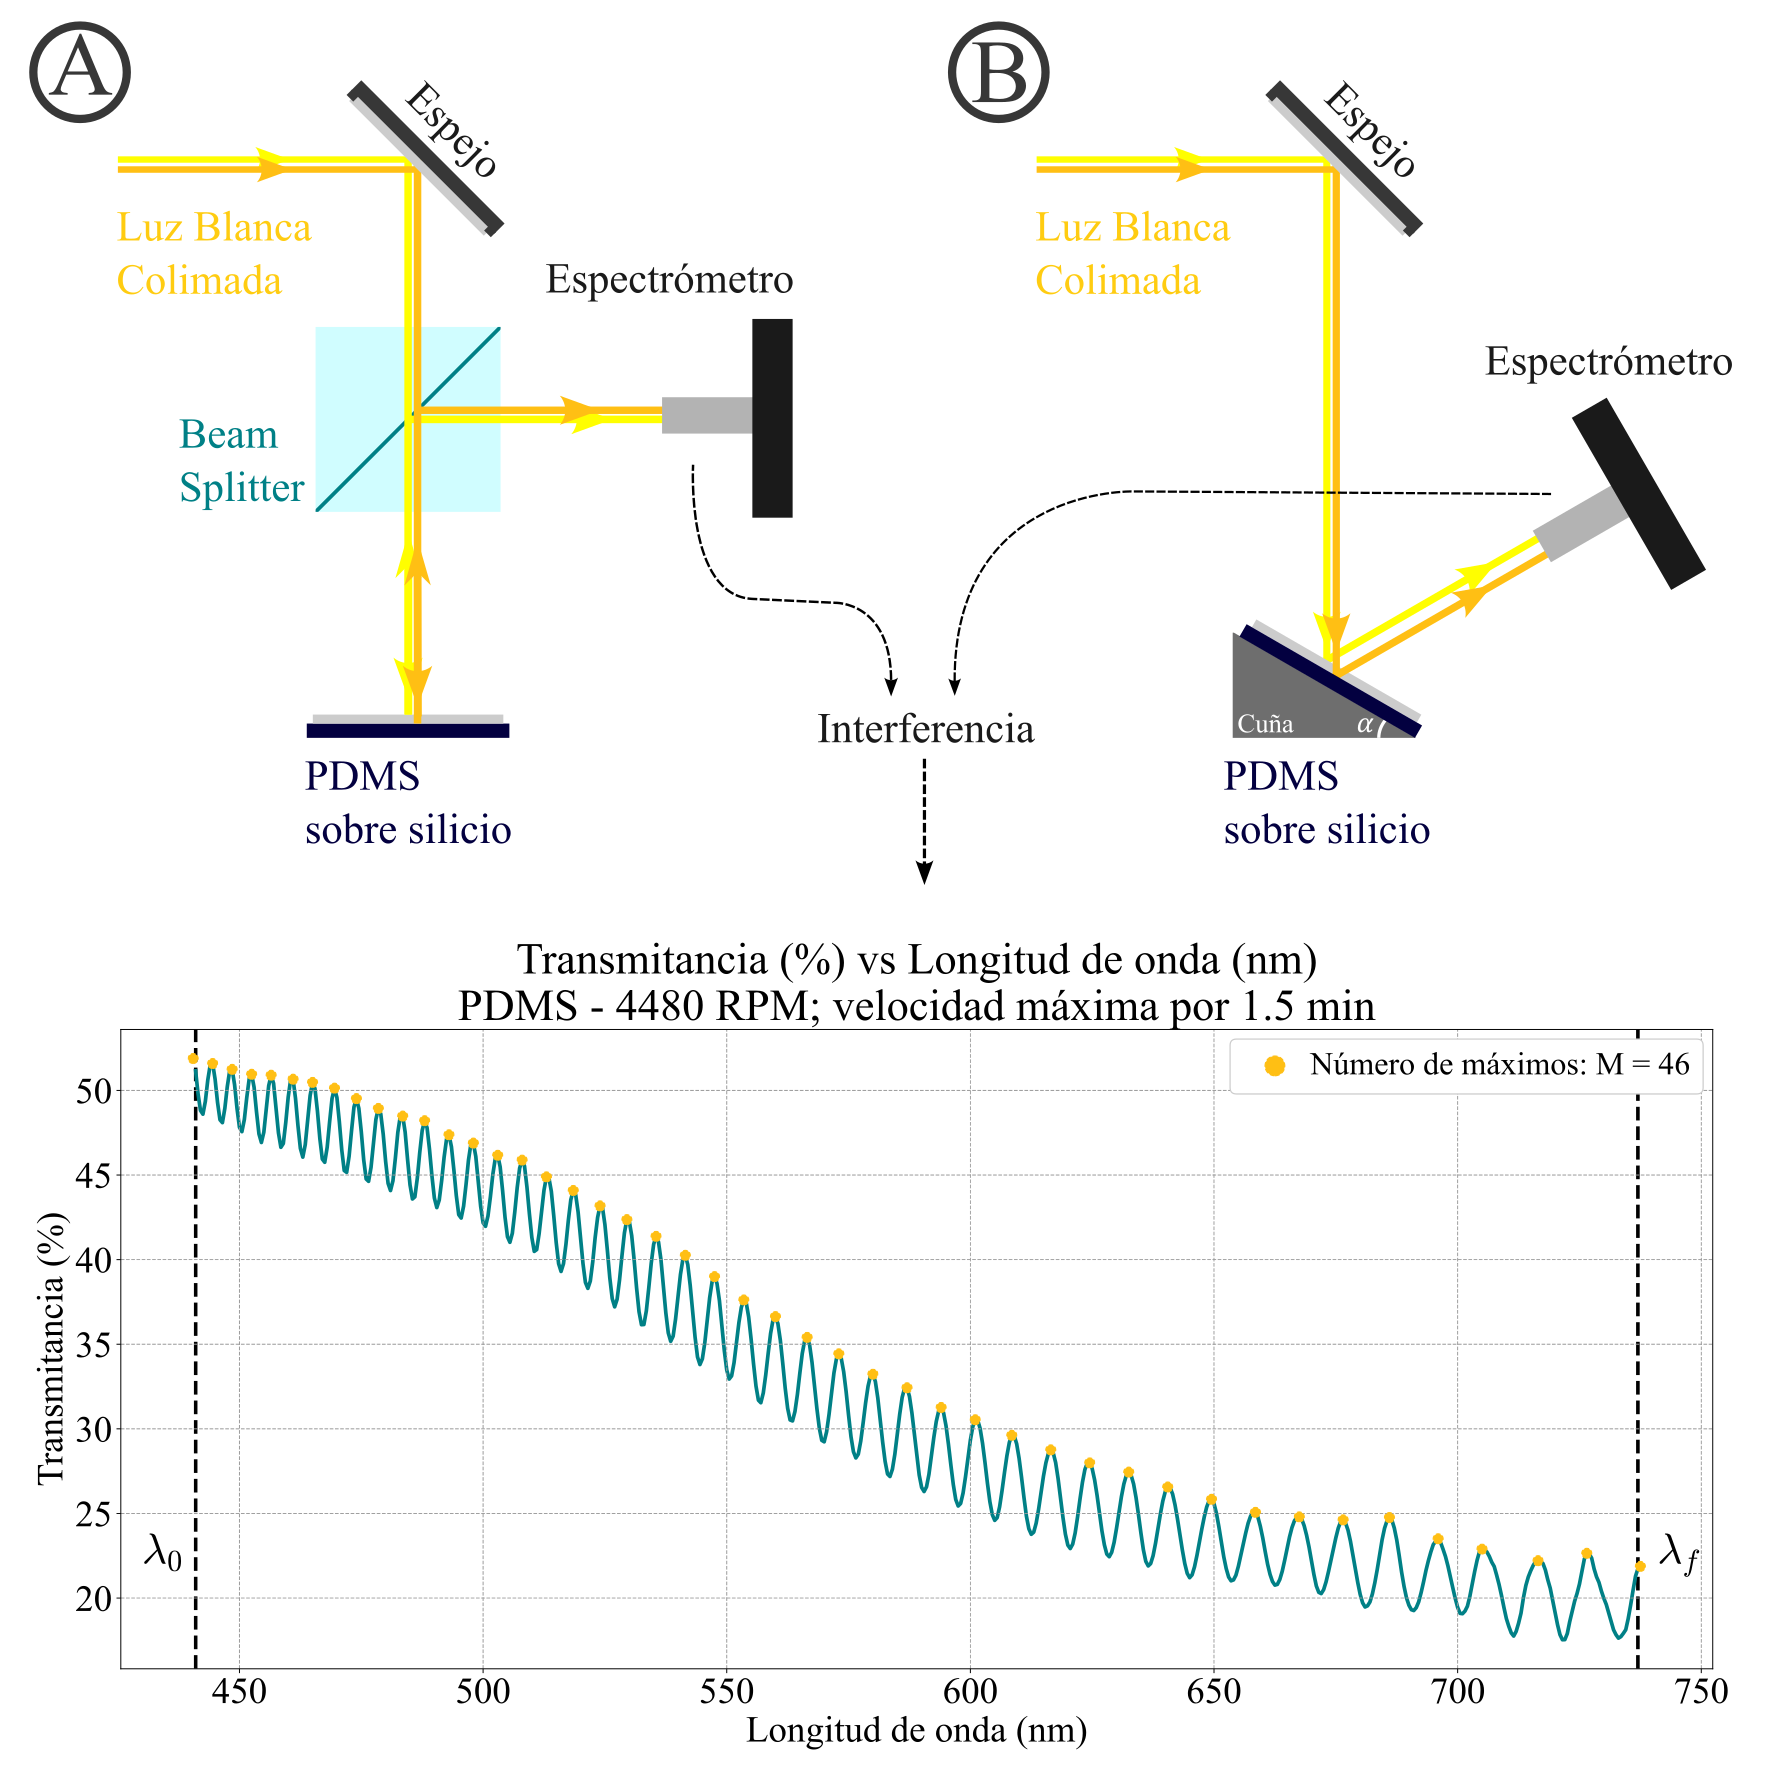 A
Espejo
Luz Blanca
Colimada
Espectrómetro
Beam
Splitter
PDMS
sobre silicio
B
Espejo
Luz Blanca
Colimada
Espectrómetro
Cuña α
PDMS
sobre silicio
Interferencia
Transmitancia (%) vs Longitud de onda (nm)
PDMS - 4480 RPM; velocidad máxima por 1.5 min
Número de máximos: M = 46
Transmitancia (%)
50
45
40
35
30
25
20
λ0
λf
450 500 550 600 650 700 750
Longitud de onda (nm)